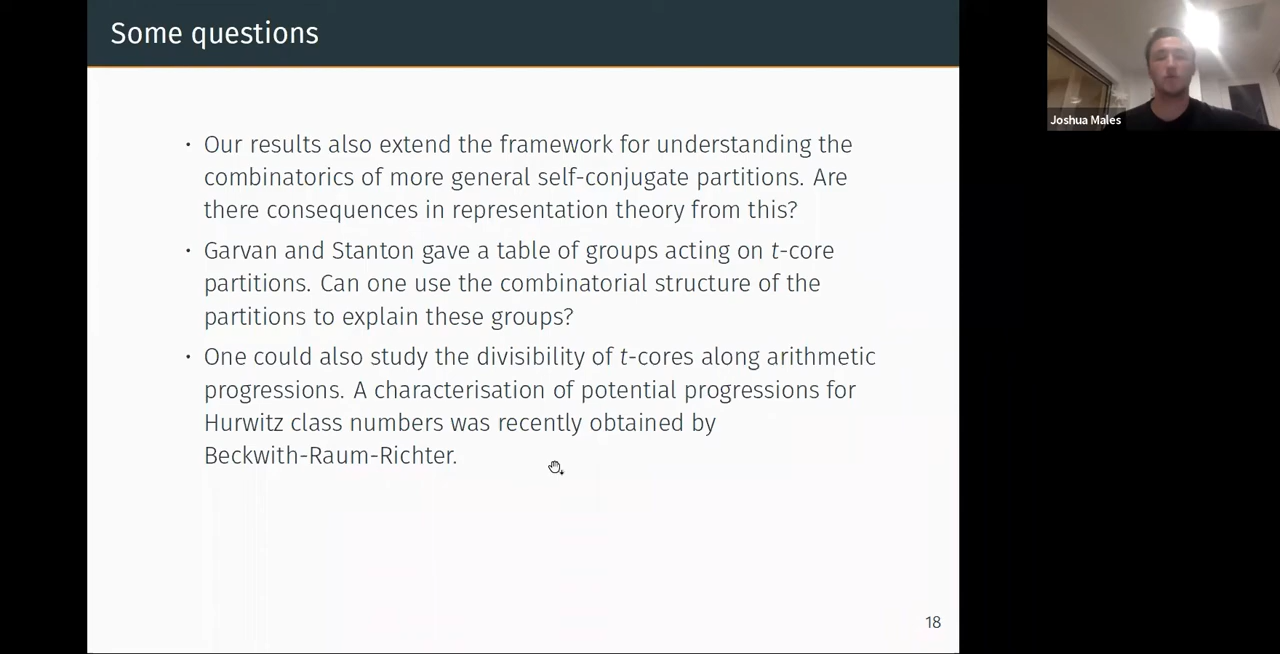 Some questions
Joshua Males
· Our results also extend the framework for understanding the
combinatorics of more general self-conjugate partitions. Are
there consequences in representation theory from this?
· Garvan and Stanton gave a table of groups acting on t-core
partitions. Can one use the combinatorial structure of the
partitions to explain these groups?
· One could also study the divisibility of t-cores along arithmetic
progressions. A characterisation of potential progressions for
Hurwitz class numbers was recently obtained by
Beckwith-Raum-Richter.
18